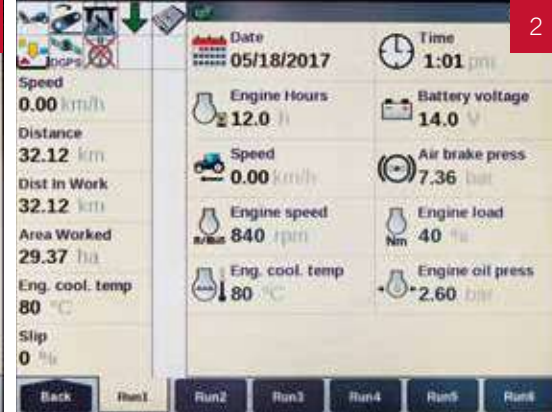 2
DGPS
Speed
0.00 km/h
Distance
32.12 km
Dist In Work
32.12 km
Area Worked
29.37 ha
Eng. cool. temp
80 °C
Slip
0 %
Date
05/18/2017
Time
1:01 pm
Engine Hours
12.0 h
Battery voltage
14.0 V
Speed
0.00 km/h
Air brake press
7.36 bar
Engine speed
n/min 840 rpm
Engine load
Nm 40 %
Eng. cool. temp
80 °C
Engine oil press
2.60 bar
Back Run1 Run2 Run3 Run4 Run5 Run6